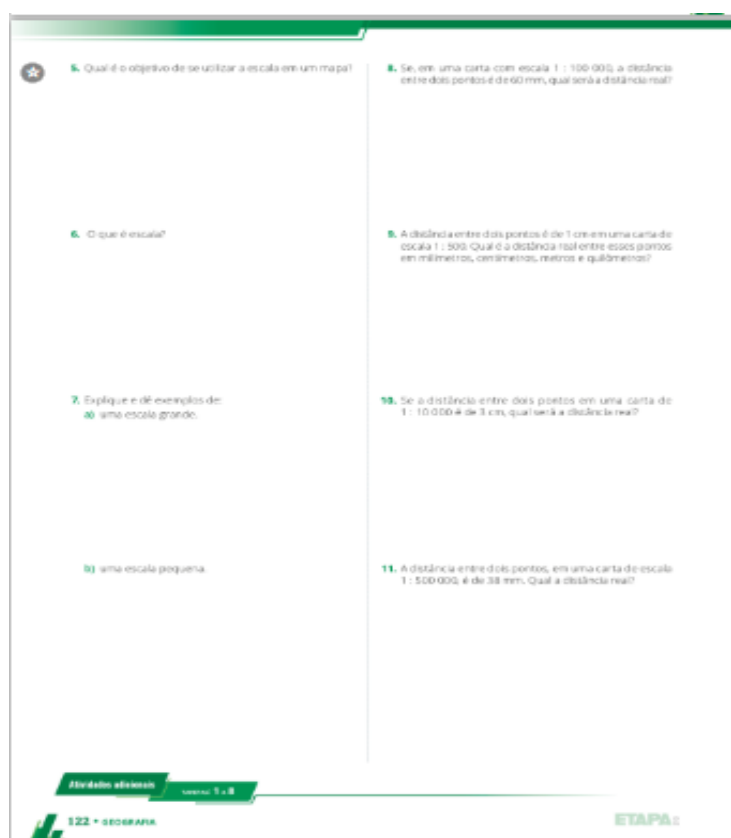 5. Qual é o objetivo de se utilizar a escala em um mapa?
6. O que é escala?
7. Explique e dê exemplos de:
a) uma escala grande.
b) uma escala pequena.
8. Se, em uma carta com escala 1 : 100 000, a distância
entre dois pontos é de 60 mm, qual será a distância real?
9. A distância entre dois pontos é de 1 cm em uma carta de
escala 1 : 500. Qual é a distância real entre esses pontos
em milímetros, centímetros, metros e quilômetros?
10. Se a distância entre dois pontos em uma carta de
1 : 10 000 é de 3 cm, qual será a distância real?
11. A distância entre dois pontos, em uma carta de escala
1 : 500 000, é de 38 mm. Qual a distância real?
Atividades adicionais
1 a 8
122 • GEOGRAFIA
ETAPA